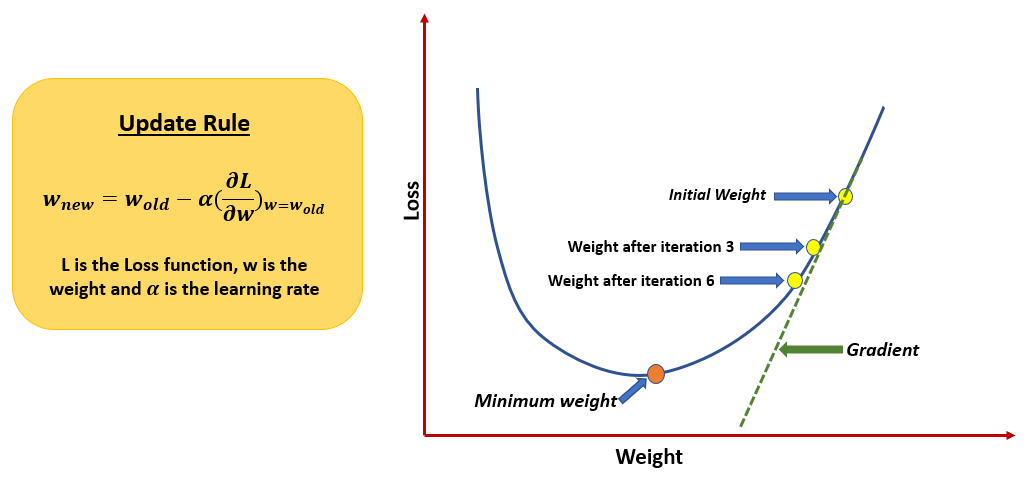 Update Rule
w_new = w_old − α(∂L/∂w)_w=w_old
L is the Loss function, w is the
weight and α is the learning rate
Loss
Initial Weight
Weight after iteration 3
Weight after iteration 6
Gradient
Minimum weight
Weight